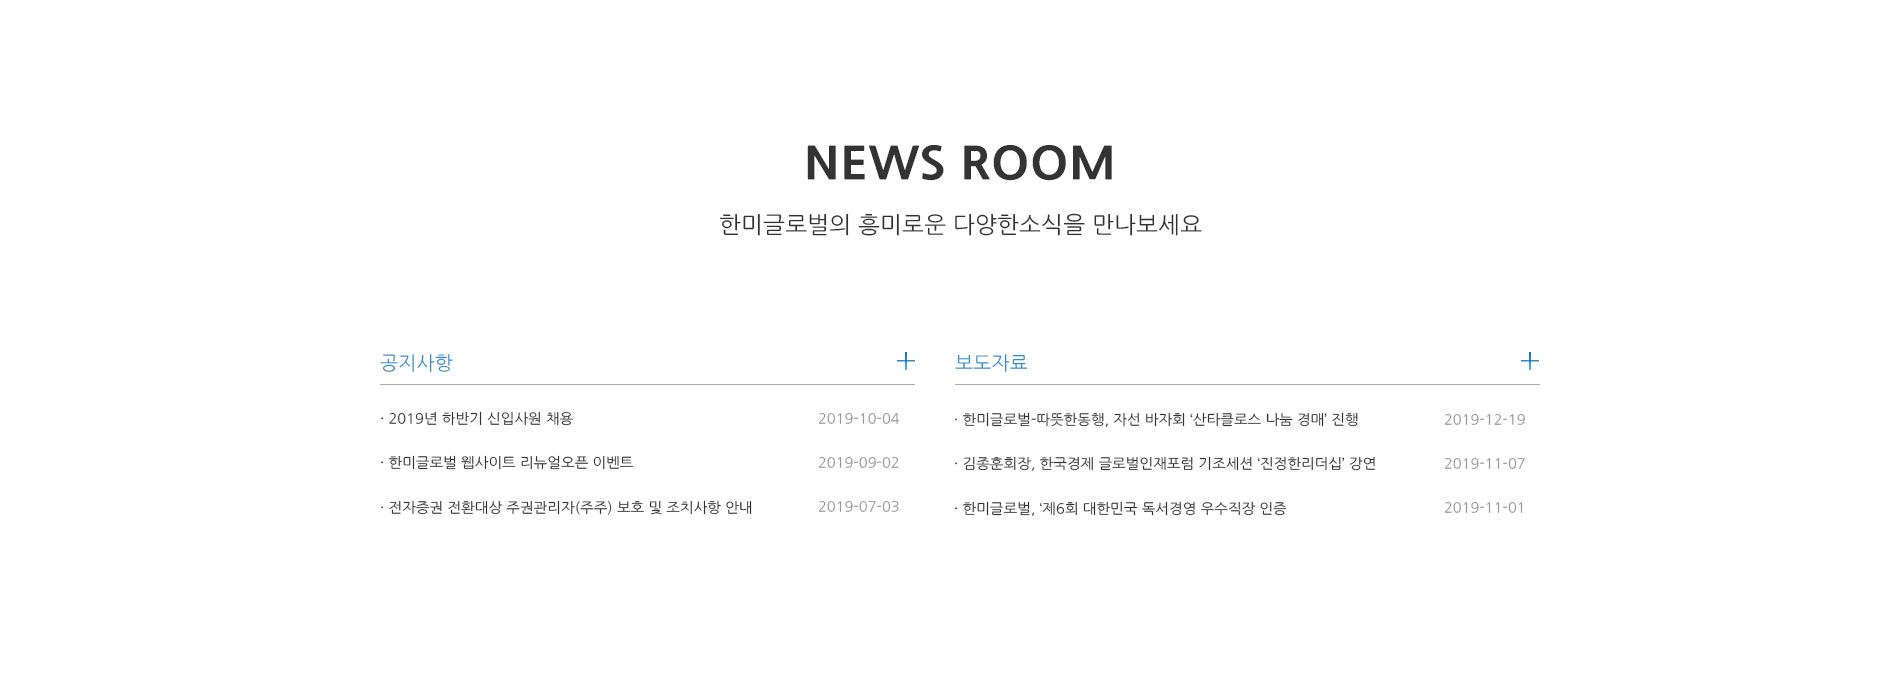 NEWS ROOM
한미글로벌의 흥미로운 다양한소식을 만나보세요
공지사항
· 2019년 하반기 신입사원 채용 2019-10-04
· 한미글로벌 웹사이트 리뉴얼오픈 이벤트 2019-09-02
· 전자증권 전환대상 주권관리자(주주) 보호 및 조치사항 안내 2019-07-03
보도자료
· 한미글로벌-따뜻한동행, 자선 바자회 ‘산타클로스 나눔 경매’ 진행 2019-12-19
· 김종훈회장, 한국경제 글로벌인재포럼 기조세션 ‘진정한리더십’ 강연 2019-11-07
· 한미글로벌, ‘제6회 대한민국 독서경영 우수직장 인증 2019-11-01